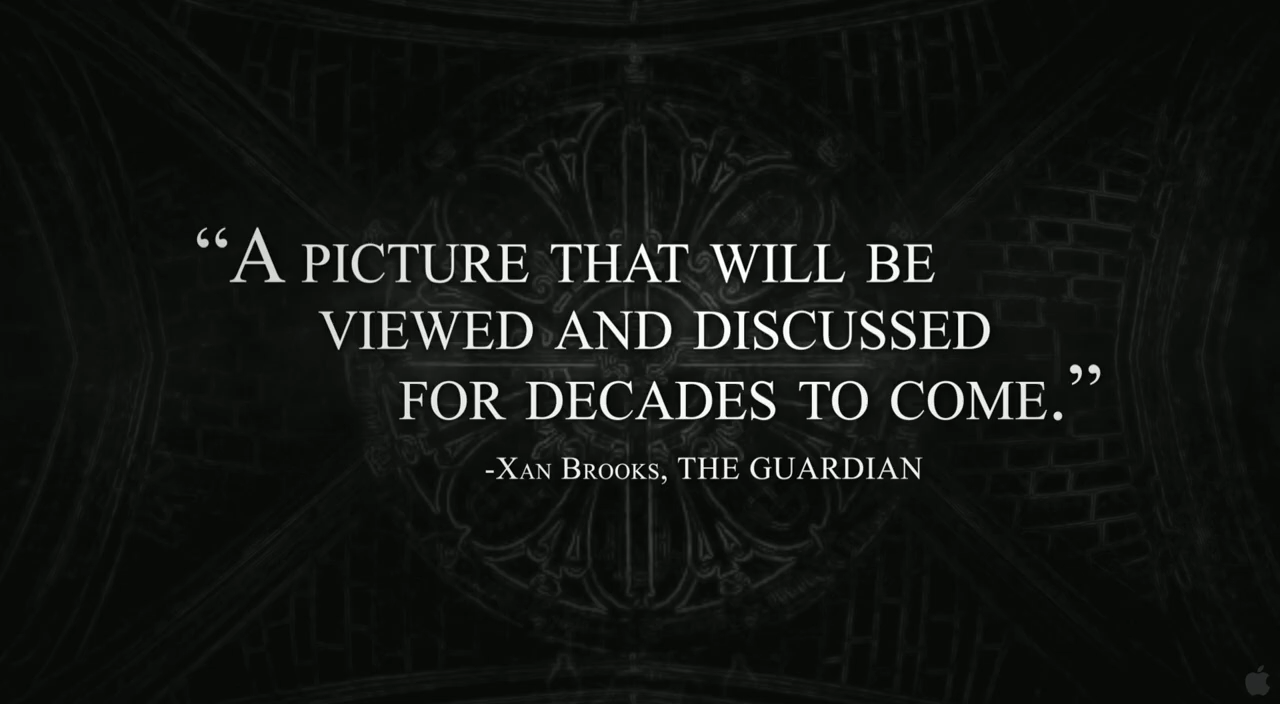 “A PICTURE THAT WILL BE
VIEWED AND DISCUSSED
FOR DECADES TO COME.”
-XAN BROOKS, THE GUARDIAN